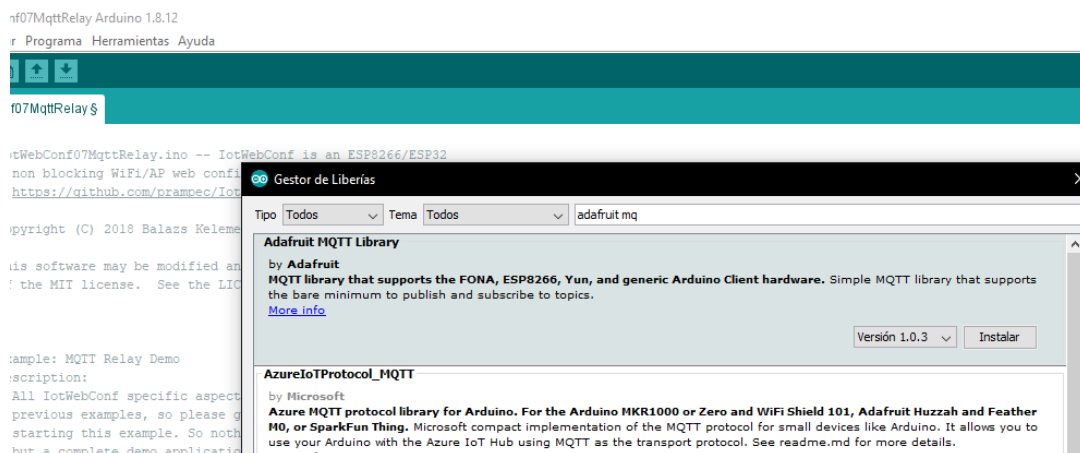 nf07MqttRelay Arduino 1.8.12
r Programa Herramientas Ayuda
f07MqttRelay §
otWebConf07MqttRelay.ino -- IotWebConf is an ESP8266/ESP32
non blocking WiFi/AP web confi
https://github.com/prampec/Iot
opyright (C) 2018 Balazs Keleme
is software may be modified an
f the MIT license. See the LIC
xample: MQTT Relay Demo
escription:
All IotWebConf specific aspect
previous examples, so please g
starting this example. So noth
but a complete demo applicatio
Gestor de Liberías
Tipo Todos Tema Todos adafruit mq
Adafruit MQTT Library
by Adafruit
MQTT library that supports the FONA, ESP8266, Yun, and generic Arduino Client hardware. Simple MQTT library that supports
the bare minimum to publish and subscribe to topics.
More info
Versión 1.0.3 Instalar
AzureIoTProtocol_MQTT
by Microsoft
Azure MQTT protocol library for Arduino. For the Arduino MKR1000 or Zero and WiFi Shield 101, Adafruit Huzzah and Feather
M0, or SparkFun Thing. Microsoft compact implementation of the MQTT protocol for small devices like Arduino. It allows you to
use your Arduino with the Azure IoT Hub using MQTT as the transport protocol. See readme.md for more details.